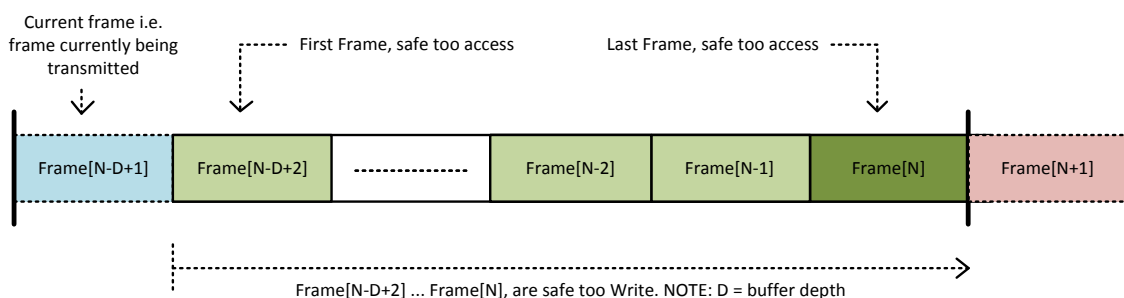 Current frame i.e.
frame currently being
transmitted
First Frame, safe too access
Last Frame, safe too access
Frame[N-D+1]
Frame[N-D+2]
Frame[N-2]
Frame[N-1]
Frame[N]
Frame[N+1]
Frame[N-D+2] ... Frame[N], are safe too Write. NOTE: D = buffer depth